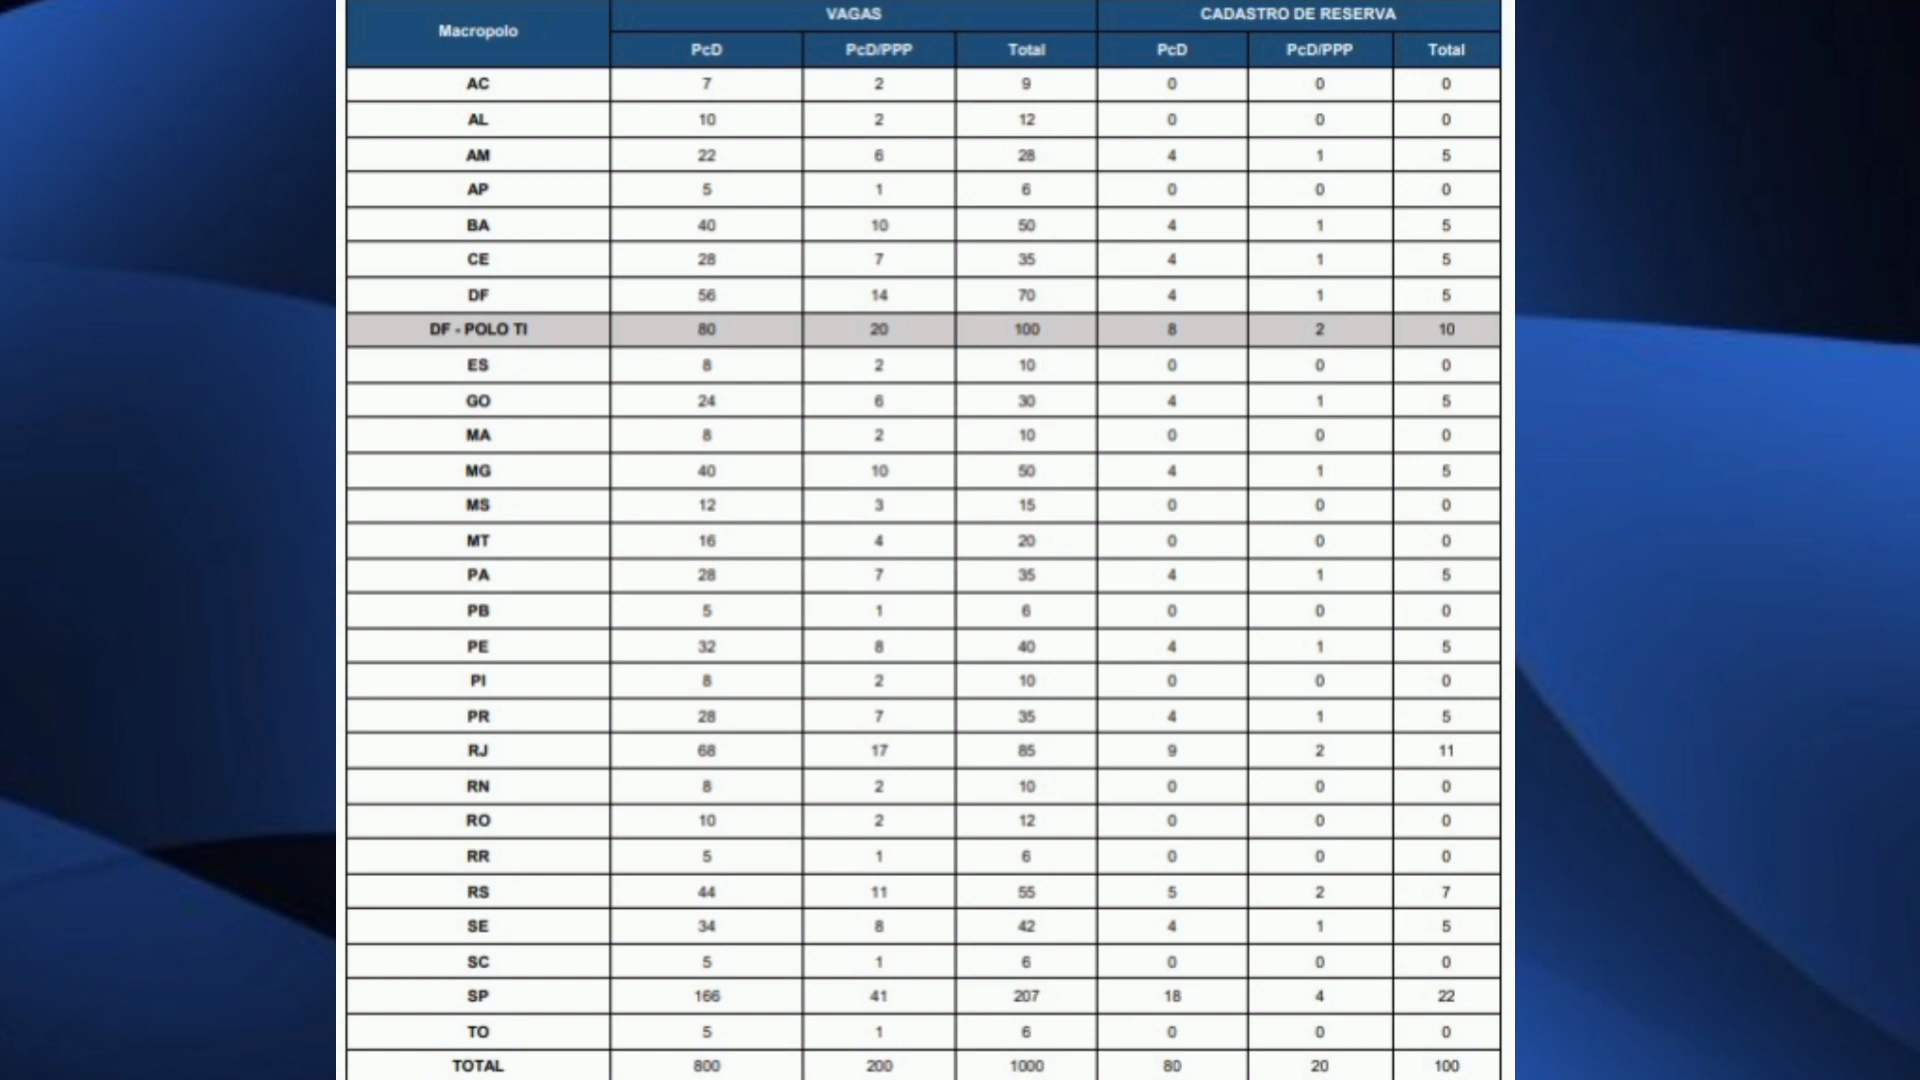 Macropolo VAGAS CADASTRO DE RESERVA
PcD PcD/PPP Total PcD PcD/PPP Total
AC 7 2 9 0 0 0
AL 10 2 12 0 0 0
AM 22 6 28 4 1 5
AP 5 1 6 0 0 0
BA 40 10 50 4 1 5
CE 28 7 35 4 1 5
DF 56 14 70 4 1 5
DF - POLO TI 80 20 100 8 2 10
ES 8 2 10 0 0 0
GO 24 6 30 4 1 5
MA 8 2 10 0 0 0
MG 40 10 50 4 1 5
MS 12 3 15 0 0 0
MT 16 4 20 0 0 0
PA 28 7 35 4 1 5
PB 5 1 6 0 0 0
PE 32 8 40 4 1 5
PI 8 2 10 0 0 0
PR 28 7 35 4 1 5
RJ 68 17 85 9 2 11
RN 8 2 10 0 0 0
RO 10 2 12 0 0 0
RR 5 1 6 0 0 0
RS 44 11 55 5 2 7
SE 34 8 42 4 1 5
SC 5 1 6 0 0 0
SP 166 41 207 18 4 22
TO 5 1 6 0 0 0
TOTAL 800 200 1000 80 20 100